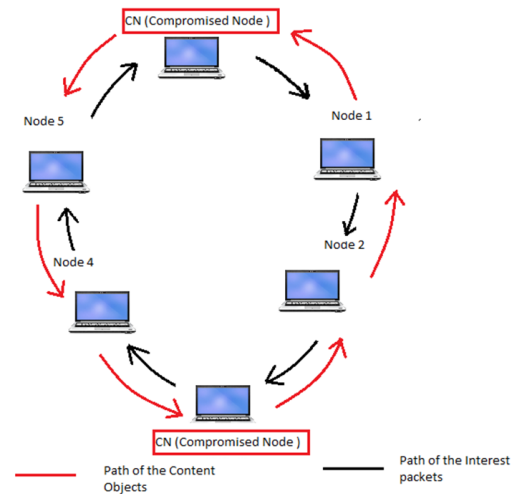 CN (Compromised Node )
Node 1
Node 5
Node 2
Node 4
CN (Compromised Node )
Path of the Content
Objects
Path of the Interest
packets